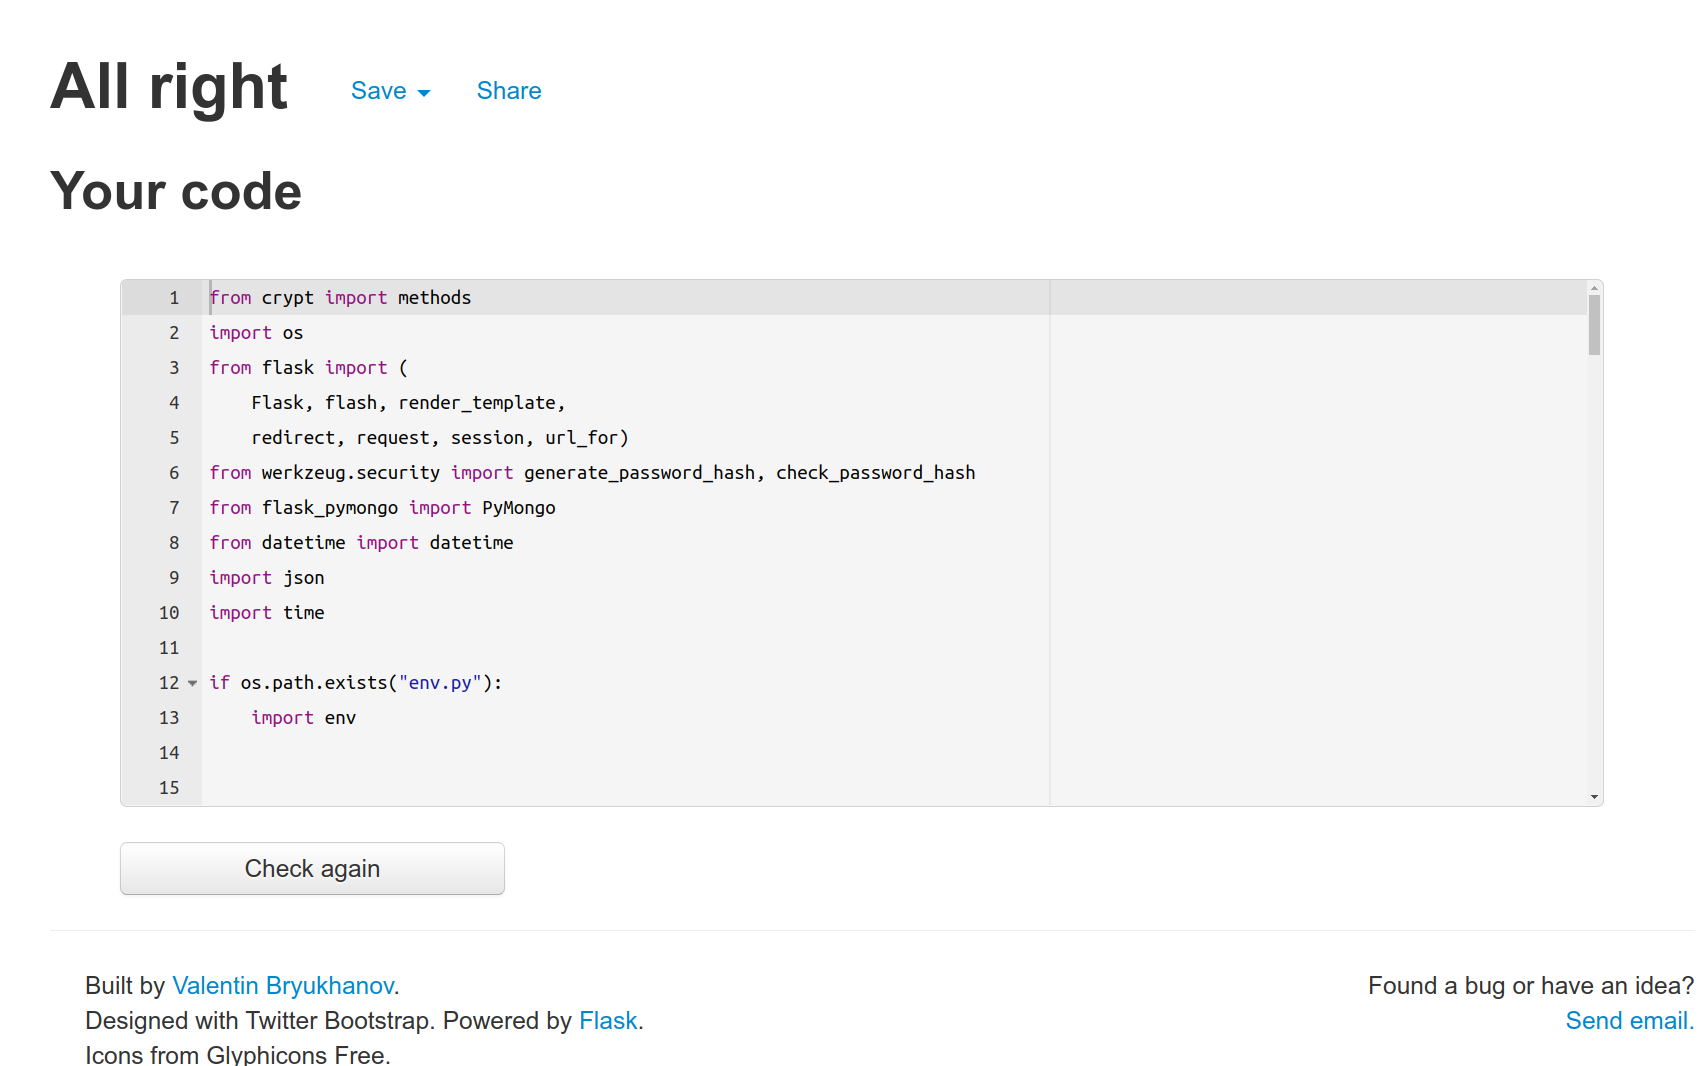 All right Save Share
Your code
1 from crypt import methods
2 import os
3 from flask import (
4     Flask, flash, render_template,
5     redirect, request, session, url_for)
6 from werkzeug.security import generate_password_hash, check_password_hash
7 from flask_pymongo import PyMongo
8 from datetime import datetime
9 import json
10 import time
11
12 if os.path.exists("env.py"):
13     import env
14
15
Check again
Built by Valentin Bryukhanov. Found a bug or have an idea?
Designed with Twitter Bootstrap. Powered by Flask. Send email.
Icons from Glyphicons Free.